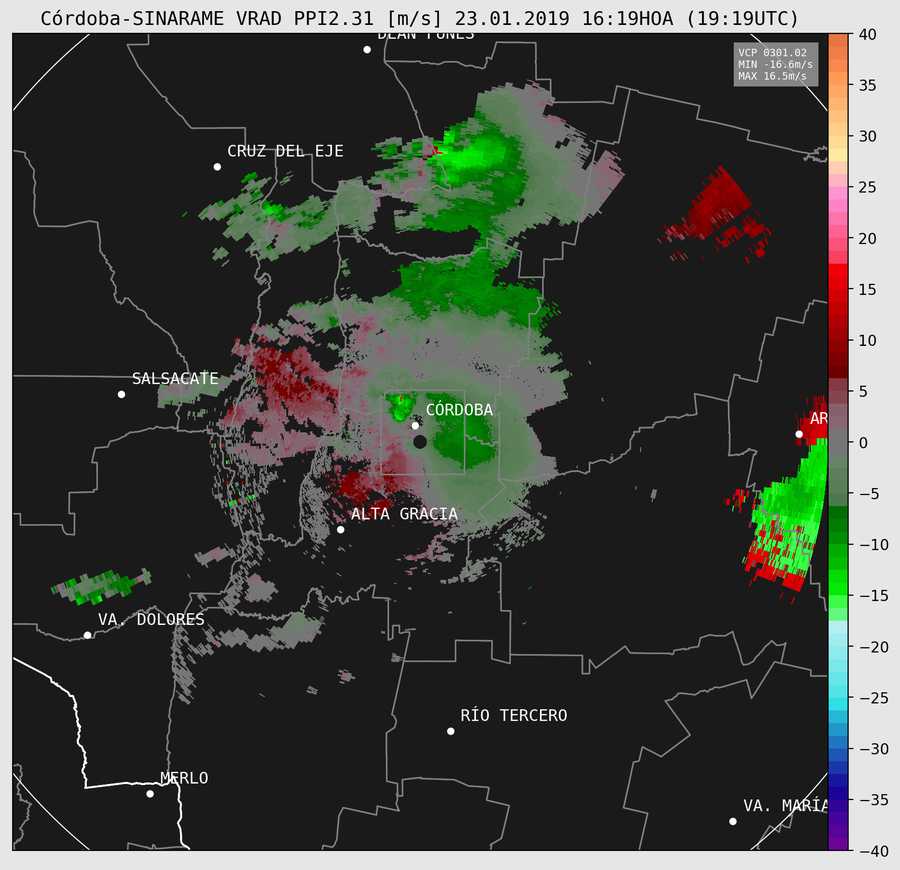 Córdoba-SINARAME VRAD PPI2.31 [m/s] 23.01.2019 16:19HOA (19:19UTC)
DEAN FUNES
VCP 0301.02
MIN -16.6m/s
MAX 16.5m/s
CRUZ DEL EJE
SALSACATE
CÓRDOBA
AR
ALTA GRACIA
VA. DOLORES
RÍO TERCERO
MERLO
VA. MARÍA
40
35
30
25
20
15
10
5
0
−5
−10
−15
−20
−25
−30
−35
−40